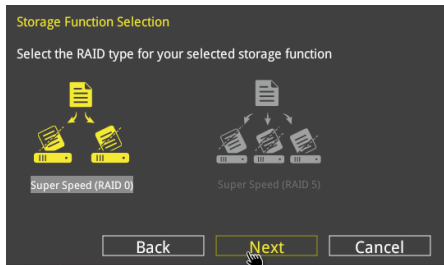 Storage Function Selection
Select the RAID type for your selected storage function
Super Speed (RAID 0)
Super Speed (RAID 5)
Back
Next
Cancel